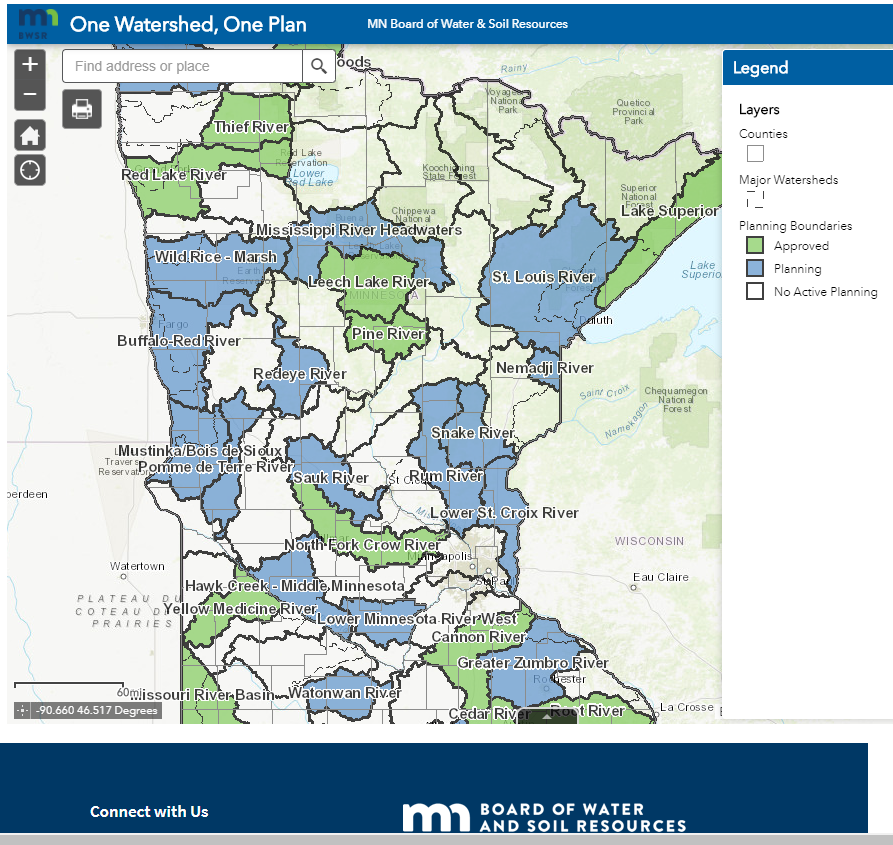 BWSR
One Watershed, One Plan
MN Board of Water & Soil Resources
+
Find address or place
−
oods
Rainy
Voyageurs
National
Park
Quetico
Provincial
Park
Thief River
Red Lake
Reservation
Lower
Red Lake
Koochiching
State Forest
Red Lake River
Superior
National
Forest
Chippewa
National
Lake Superior
Mississippi River Headwaters
Wild Rice - Marsh
Earth
Reservation
Leech Lake River
MINNESOTA
St. Louis River
Lake
Superio
Fargo
Pine River
Duluth
Buffalo-Red River
Redeye River
Nemadji River
Saint Croix
Namekagon
Chequamegon
National
Forest
Snake River
Mustinka/Bois de Sioux
Travers
Reservati
Pomme de Terre River
Sauk River
St Clo
Rum River
berdeen
Lower St. Croix River
WISCONSIN
North Fork Crow River
Minneapolis
Watertown
St Paul
Eau Claire
Hawk Creek - Middle Minnesota
PLATEAU DU
COTEAU D
PRAIRIES
Yellow Medicine River
Lower Minnesota River West
Cannon River
Greater Zumbro River
Rochester
60mi
Missouri River Basin
Watonwan River
-90.660 46.517 Degrees
Cedar River
Root River
La Crosse
Legend
Layers
Counties
Major Watersheds
Planning Boundaries
Approved
Planning
No Active Planning
Connect with Us
mn BOARD OF WATER
AND SOIL RESOURCES